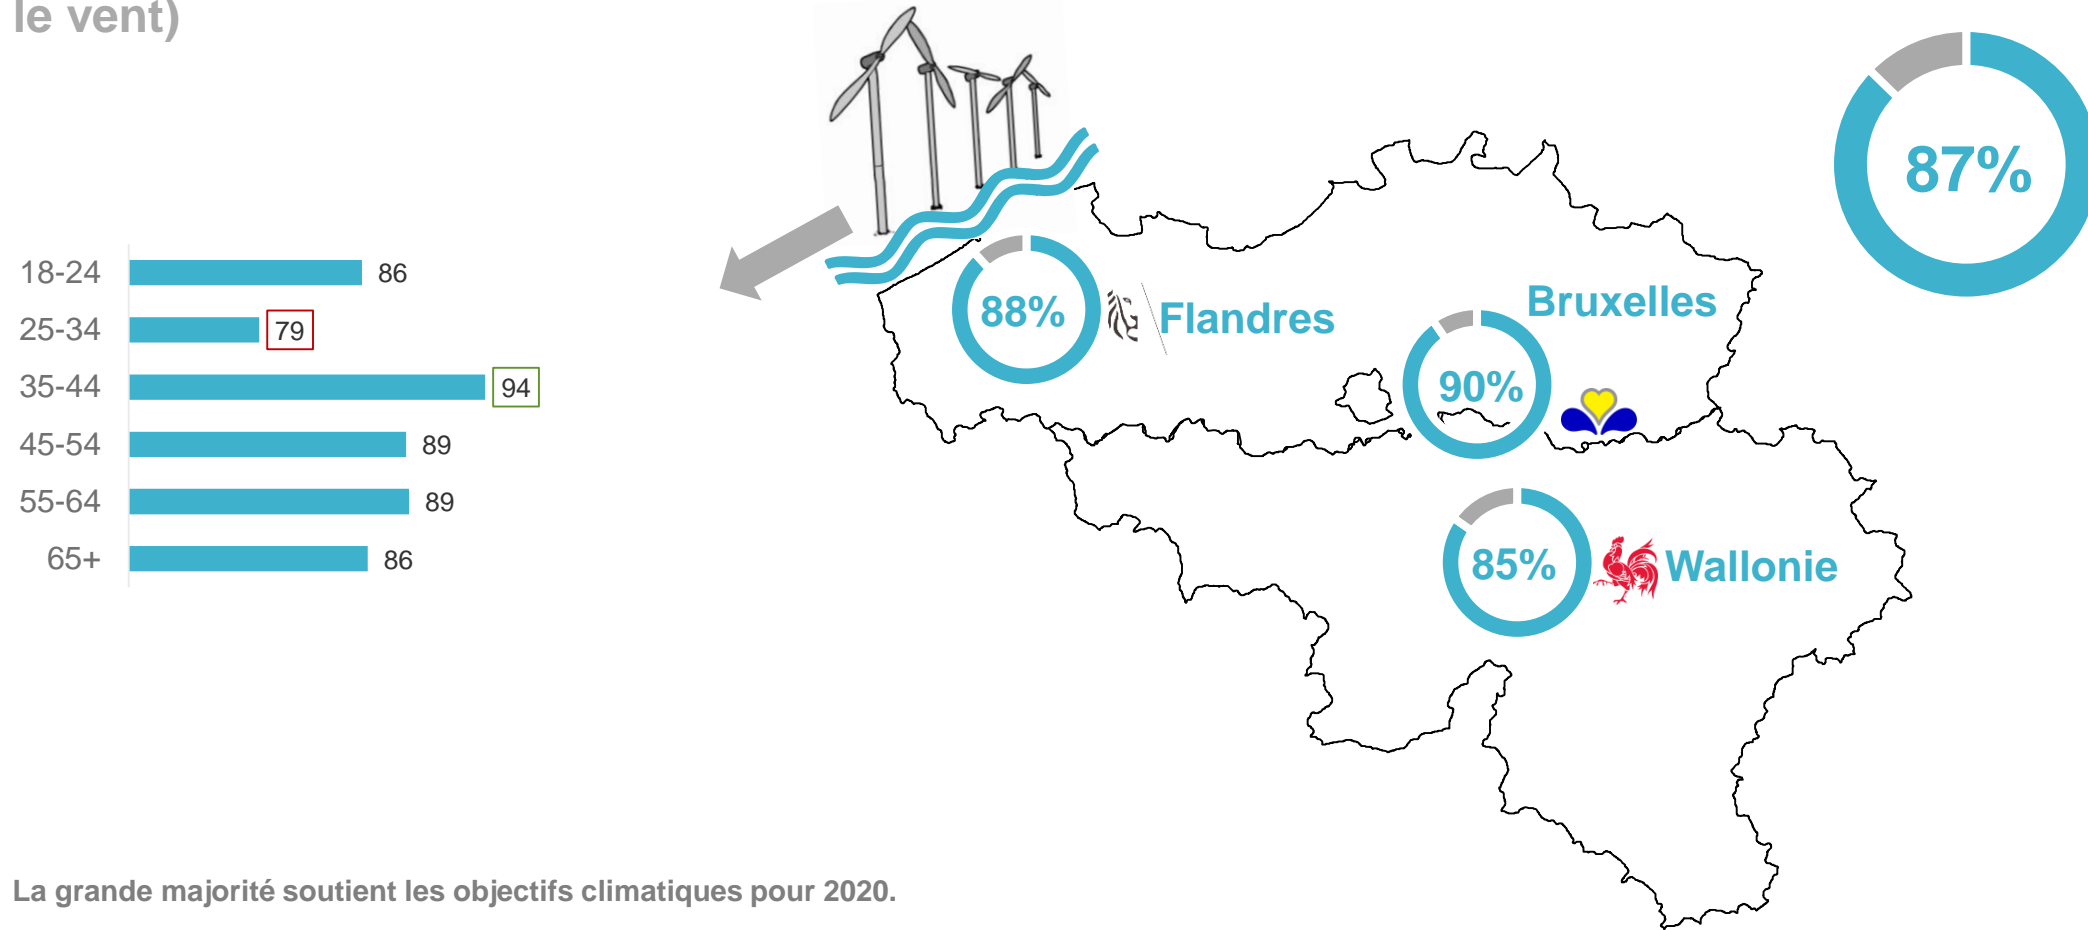 le vent)
87%
18-24 86
25-34 79
35-44 94
45-54 89
55-64 89
65+ 86
88% Flandres
Bruxelles
90%
85% Wallonie
La grande majorité soutient les objectifs climatiques pour 2020.